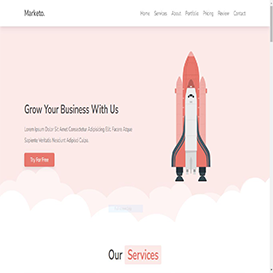 Marketo.
Home Services About Portfolio Pricing Review Contact
Grow Your Business With Us
Lorem Ipsum Dolor Sit Amet Consectetur Adipisicing Elit. Facere Atque
Sapiente Veritatis Nesciunt Adipisci Culpa.
Try For Free
Our Services